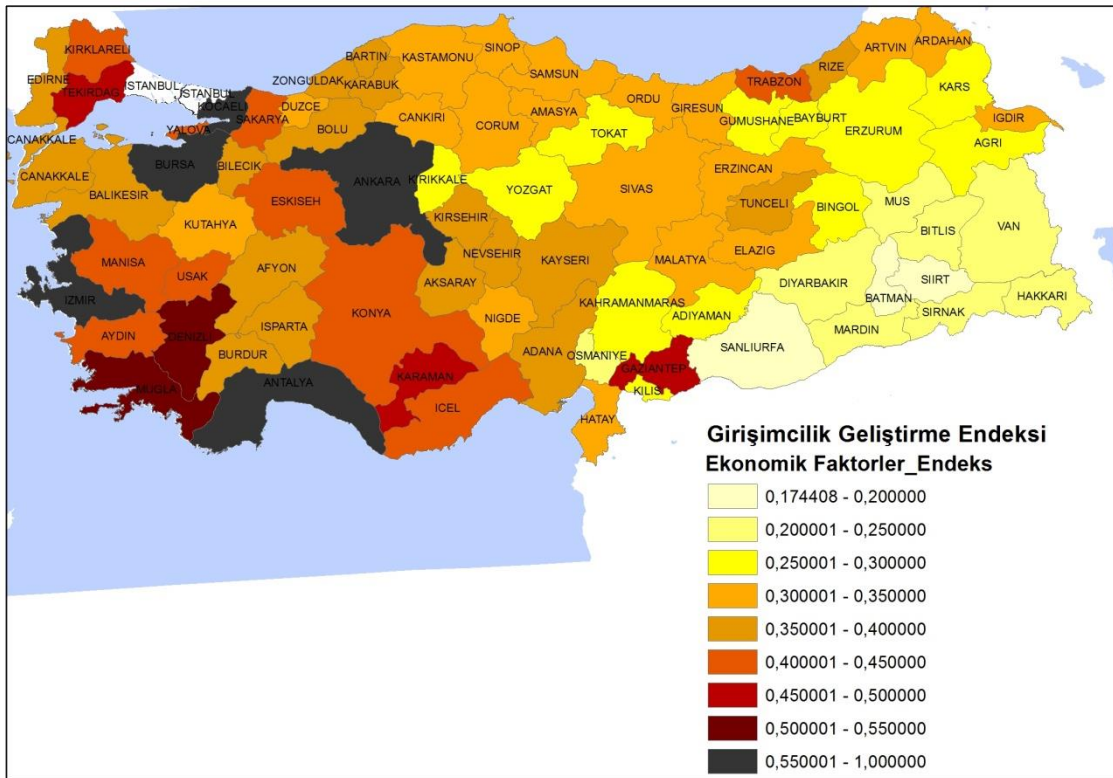 KIRKLARELI
EDIRNE
TEKIRDAG
ISTANBUL
ISTANBUL
KOCAELI
YALOVA
SAKARYA
DUZCE
ZONGULDAK
BARTIN
KARABUK
KASTAMONU
SINOP
SAMSUN
ORDU
GIRESUN
TRABZON
RIZE
ARTVIN
ARDAHAN
KARS
IGDIR
AGRI
ERZURUM
BAYBURT
GUMUSHANE
TOKAT
AMASYA
CORUM
CANKIRI
BOLU
BILECIK
BURSA
CANAKKALE
CANAKKALE
BALIKESIR
KUTAHYA
ESKISEH
ANKARA
KIRIKKALE
YOZGAT
SIVAS
ERZINCAN
TUNCELI
BINGOL
MUS
BITLIS
VAN
HAKKARI
SIRNAK
SIIRT
BATMAN
DIYARBAKIR
MARDIN
ELAZIG
MALATYA
KAYSERI
NEVSEHIR
KIRSEHIR
AKSARAY
NIGDE
KONYA
AFYON
USAK
MANISA
IZMIR
AYDIN
DENIZLI
MUGLA
BURDUR
ISPARTA
ANTALYA
KARAMAN
ICEL
ADANA
KAHRAMANMARAS
ADIYAMAN
OSMANIYE
GAZIANTEP
KILIS
HATAY
SANLIURFA
Girişimcilik Geliştirme Endeksi
Ekonomik Faktorler_Endeks
0,174408 - 0,200000
0,200001 - 0,250000
0,250001 - 0,300000
0,300001 - 0,350000
0,350001 - 0,400000
0,400001 - 0,450000
0,450001 - 0,500000
0,500001 - 0,550000
0,550001 - 1,000000